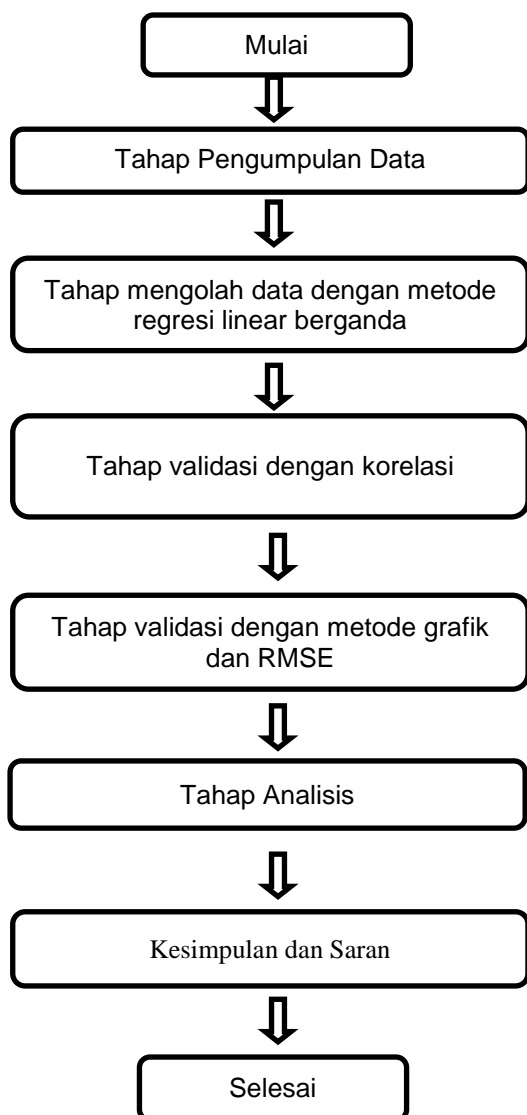 Mulai
Tahap Pengumpulan Data
Tahap mengolah data dengan metode
regresi linear berganda
Tahap validasi dengan korelasi
Tahap validasi dengan metode grafik
dan RMSE
Tahap Analisis
Kesimpulan dan Saran
Selesai